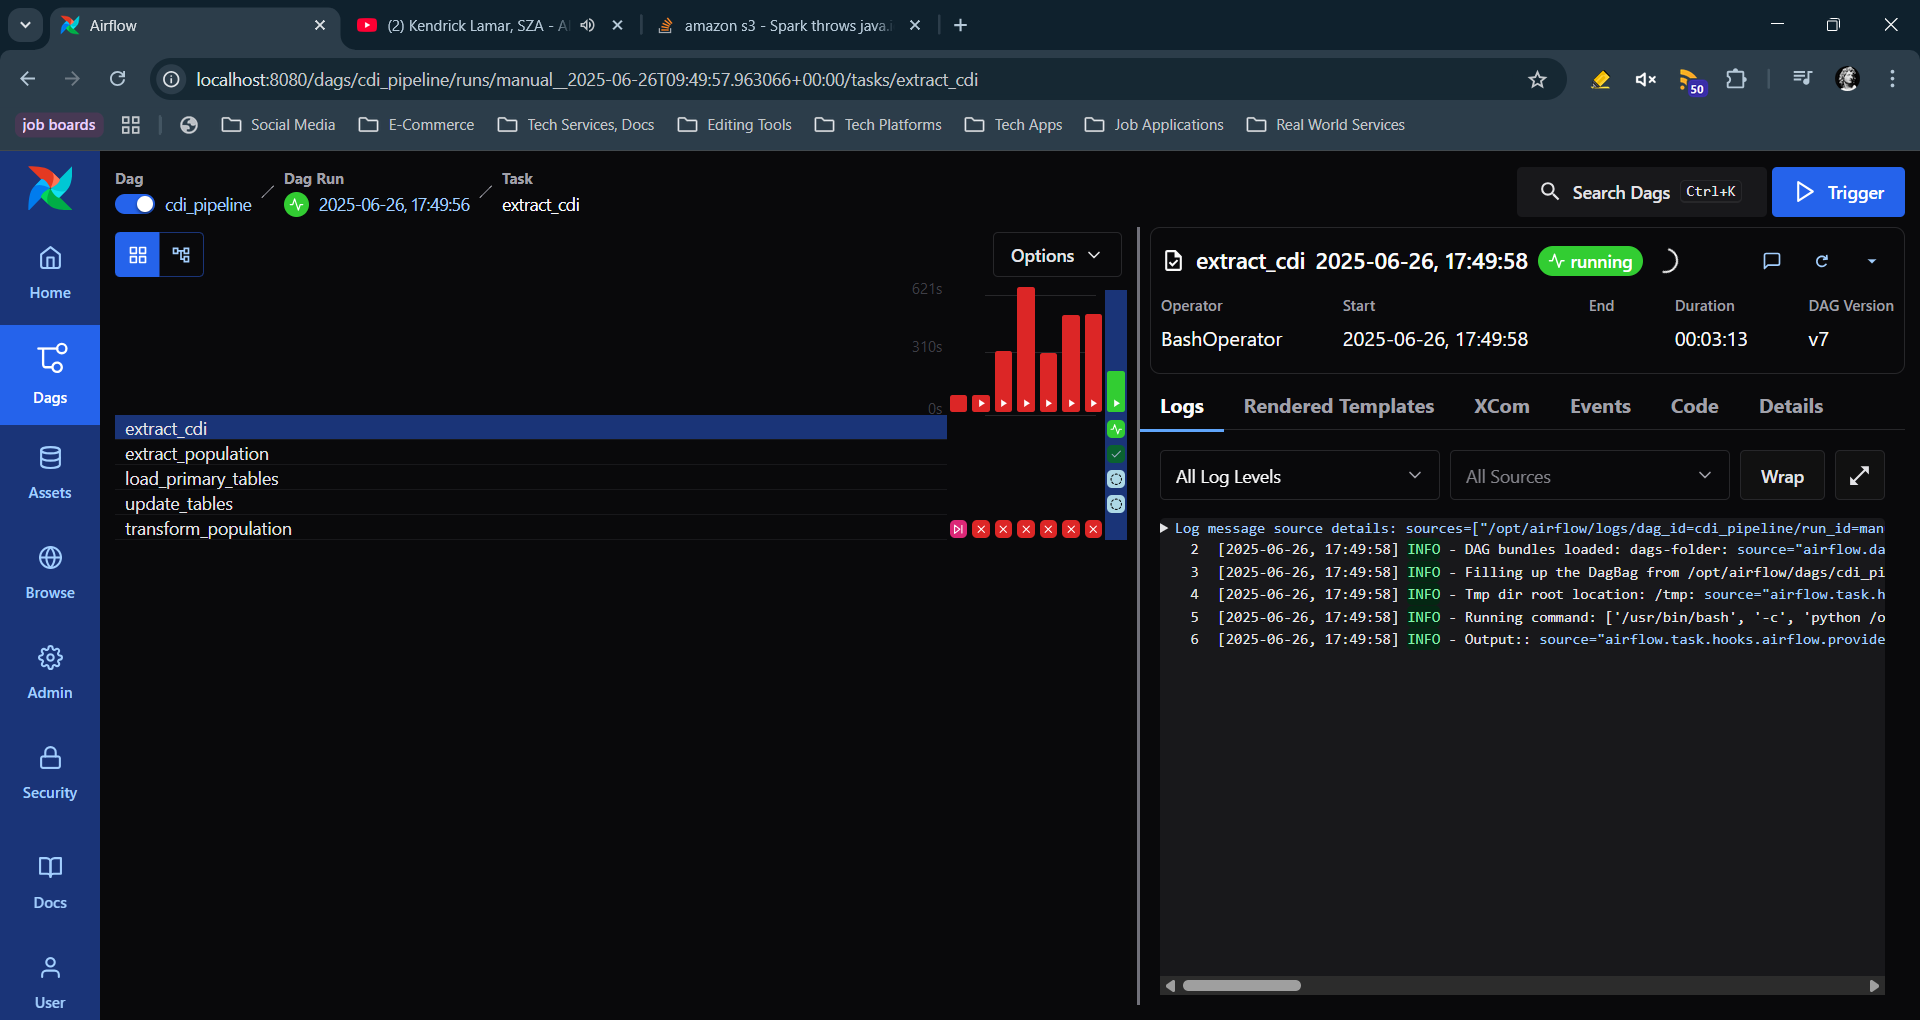 Airflow
(2) Kendrick Lamar, SZA - A
amazon s3 - Spark throws java.i
localhost:8080/dags/cdi_pipeline/runs/manual__2025-06-26T09:49:57.963066+00:00/tasks/extract_cdi
50
job boards
Social Media
E-Commerce
Tech Services, Docs
Editing Tools
Tech Platforms
Tech Apps
Job Applications
Real World Services
Home
Dags
Assets
Browse
Admin
Security
Docs
User
Dag
cdi_pipeline
Dag Run
2025-06-26, 17:49:56
Task
extract_cdi
Search Dags Ctrl+K
Trigger
Options
621s
310s
0s
extract_cdi
extract_population
load_primary_tables
update_tables
transform_population
extract_cdi 2025-06-26, 17:49:58 running
Operator Start End Duration DAG Version
BashOperator 2025-06-26, 17:49:58 00:03:13 v7
Logs Rendered Templates XCom Events Code Details
All Log Levels
All Sources
Wrap
Log message source details: sources=["/opt/airflow/logs/dag_id=cdi_pipeline/run_id=man
2 [2025-06-26, 17:49:58] INFO - DAG bundles loaded: dags-folder: source="airflow.da
3 [2025-06-26, 17:49:58] INFO - Filling up the DagBag from /opt/airflow/dags/cdi_pi
4 [2025-06-26, 17:49:58] INFO - Tmp dir root location: /tmp: source="airflow.task.h
5 [2025-06-26, 17:49:58] INFO - Running command: ['/usr/bin/bash', '-c', 'python /o
6 [2025-06-26, 17:49:58] INFO - Output:: source="airflow.task.hooks.airflow.provide